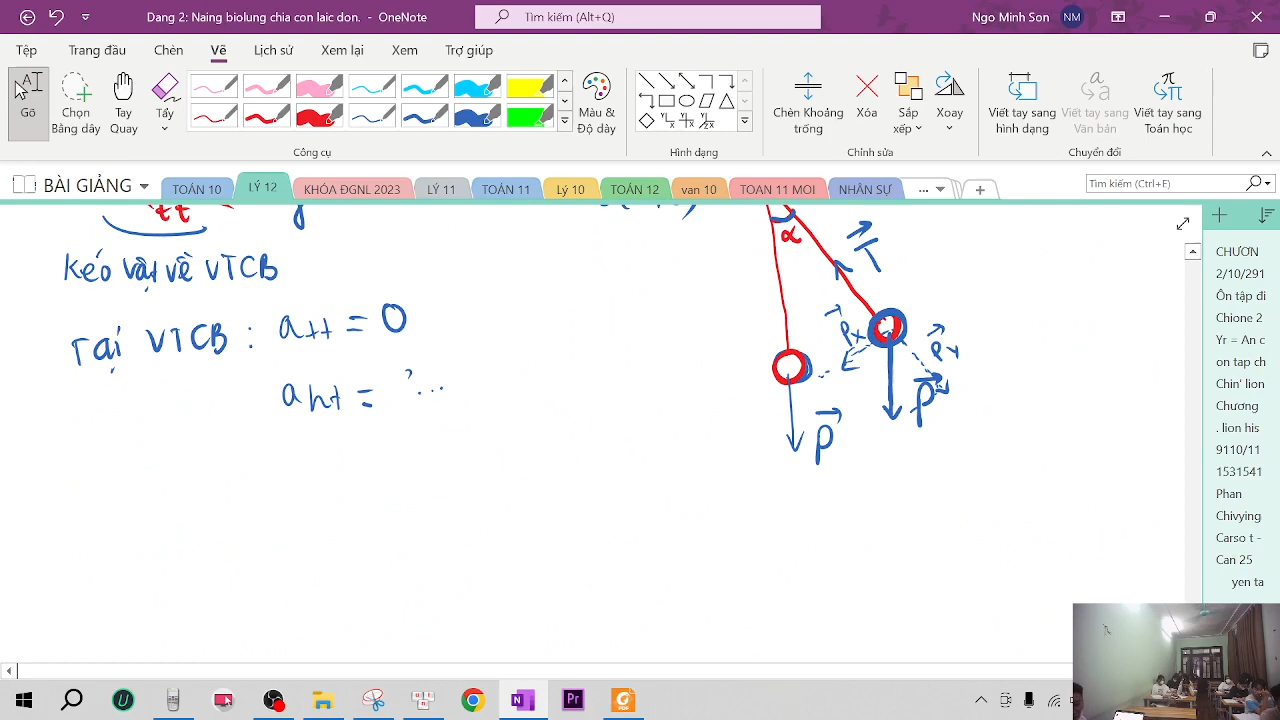 Dang 2: Naing biolung chia con laic don. - OneNote
Tìm kiếm (Alt+Q)
Ngo Minh Son
NM
Tệp
Trang đầu
Chèn
Vẽ
Lịch sử
Xem lại
Xem
Trợ giúp
Gõ
Chọn Bằng dây
Tay Quay
Tẩy
Màu & Độ dày
Chèn Khoảng trống
Xóa
Sắp xếp
Xoay
Viết tay sang hình dạng
Viết tay sang Văn bản
Viết tay sang Toán học
Công cụ
Hình dạng
Chỉnh sửa
Chuyển đổi
BÀI GIẢNG
TOÁN 10
LÝ 12
KHÓA ĐGNL 2023
LÝ 11
TOÁN 11
Lý 10
TOÁN 12
van 10
TOAN 11 MOI
NHÂN SỰ
...
Tìm kiếm (Ctrl+E)
α
T
Kéo vật về VTCB
Tại VTCB : att = 0
aht = ?...
Px
Py
P
P
CHƯƠN
2/10/291
Ôn tập đi
Chione 2
Yr = An c
on tap ch
Chin' lion
Chương
. lion his
9110/11
1531541
Phan
Chivying
Carso t -
Can 25
yen ta